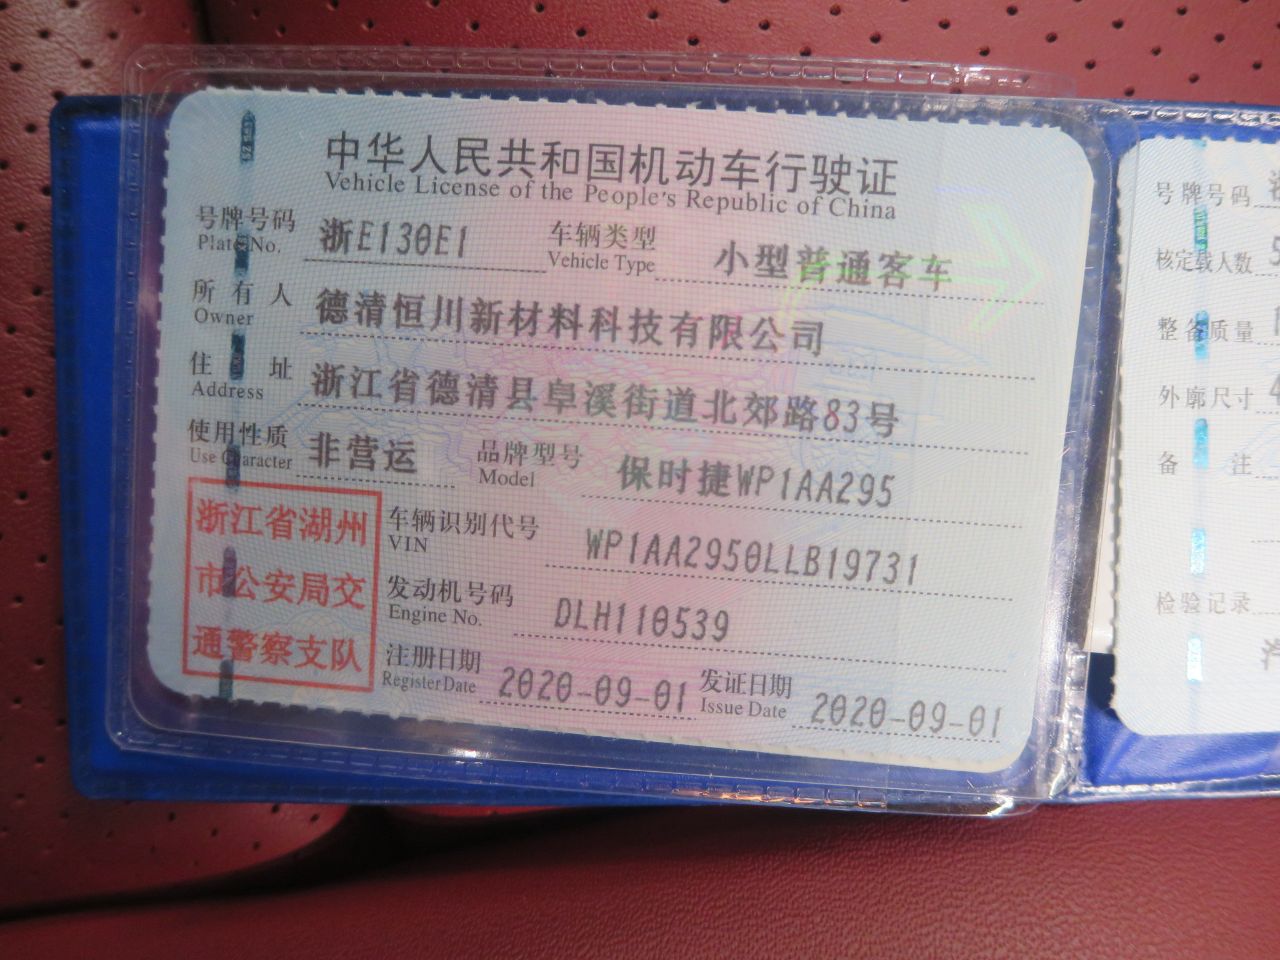 中华人民共和国机动车行驶证
Vehicle License of the People's Republic of China
号牌号码 浙E130E1 车辆类型 小型普通客车
Plate No. Vehicle Type
所有人 德清恒川新材料科技有限公司
Owner
住址 浙江省德清县阜溪街道北郊路83号
Address
使用性质 非营运 品牌型号 保时捷WP1AA295
Use Character Model
浙江省湖州
市公安局交
通警察支队
车辆识别代号 WP1AA2950LLB19731
VIN
发动机号码 DLH110539
Engine No.
注册日期 2020-09-01 发证日期 2020-09-01
Register Date Issue Date
号牌号码
核定载人数 5
整备质量
外廓尺寸
备注
检验记录